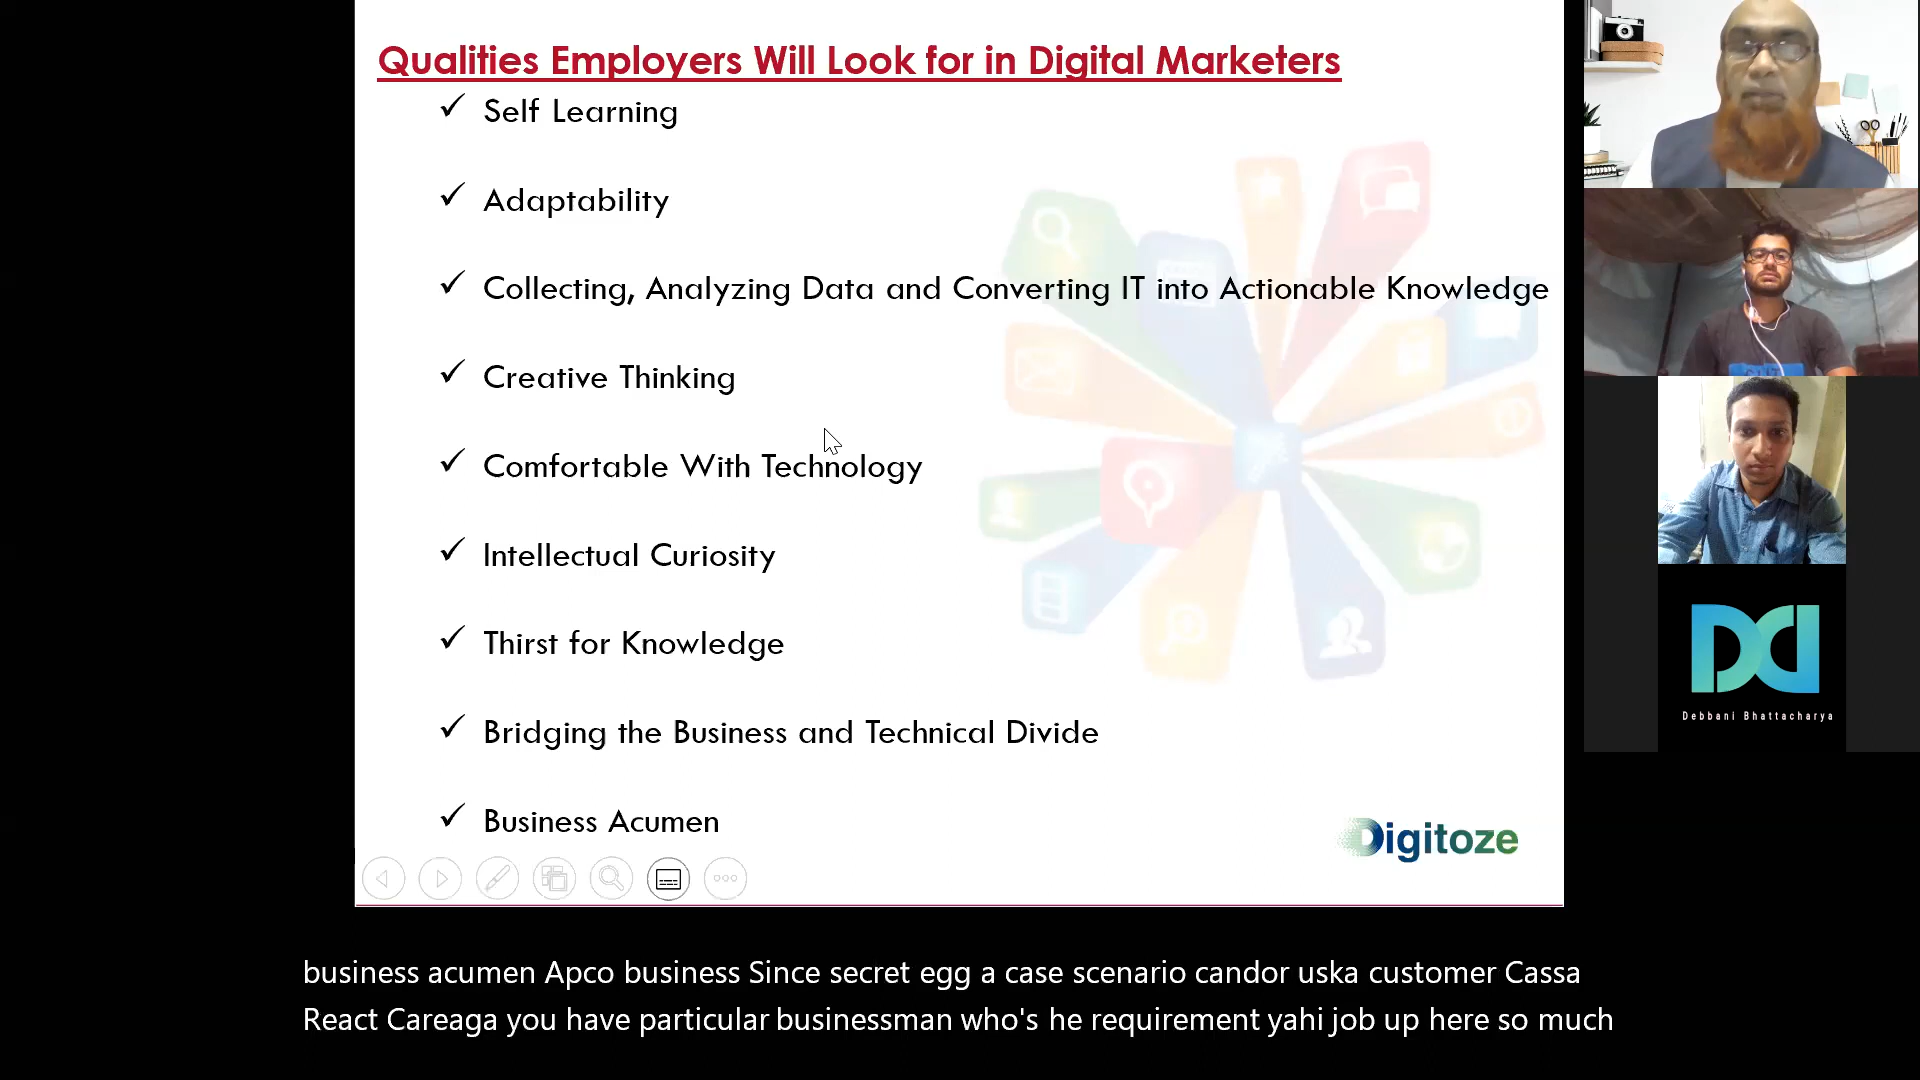 Qualities Employers Will Look for in Digital Marketers
Self Learning
Adaptability
Collecting, Analyzing Data and Converting IT into Actionable Knowledge
Creative Thinking
Comfortable With Technology
Intellectual Curiosity
Thirst for Knowledge
Bridging the Business and Technical Divide
Business Acumen
Digitoze
DD
Debbani Bhattacharya
business acumen Apco business Since secret egg a case scenario candor uska customer Cassa
React Careaga you have particular businessman who's he requirement yahi job up here so much